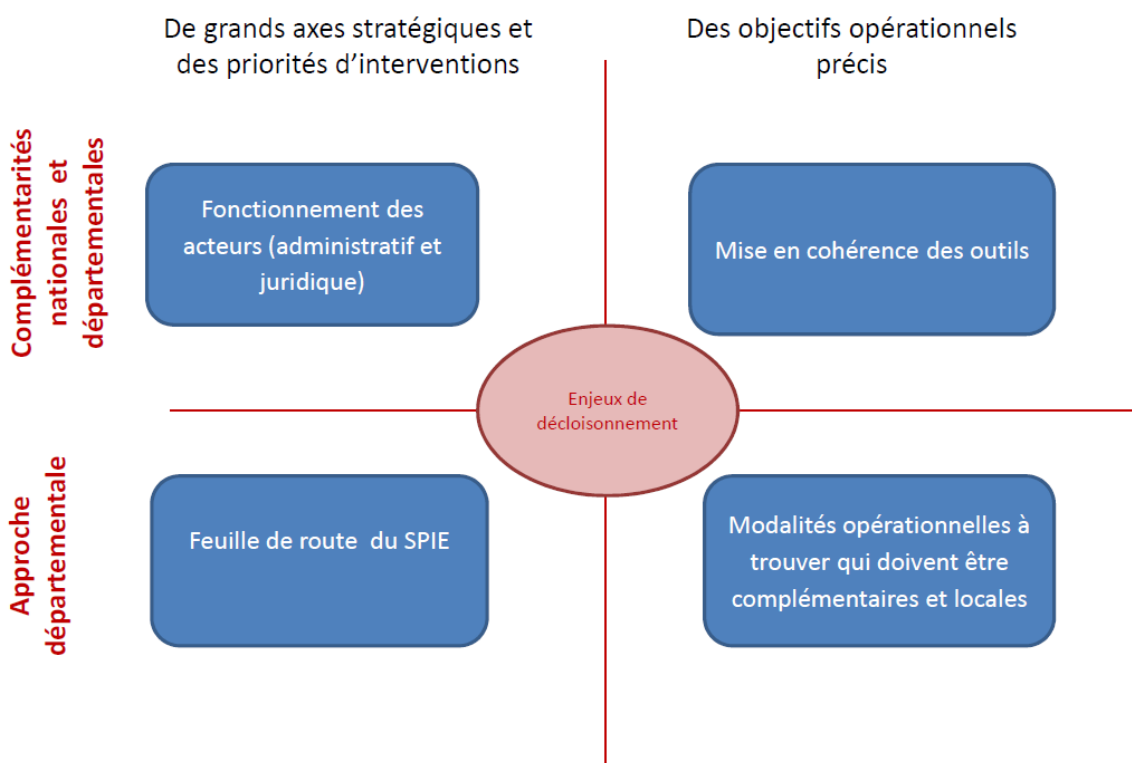 De grands axes stratégiques et
des priorités d’interventions
Des objectifs opérationnels
précis
Complémentarités
nationales et
départementales
Fonctionnement des
acteurs (administratif et
juridique)
Mise en cohérence des outils
Enjeux de
décloisonnement
Approche
départementale
Feuille de route du SPIE
Modalités opérationnelles à
trouver qui doivent être
complémentaires et locales